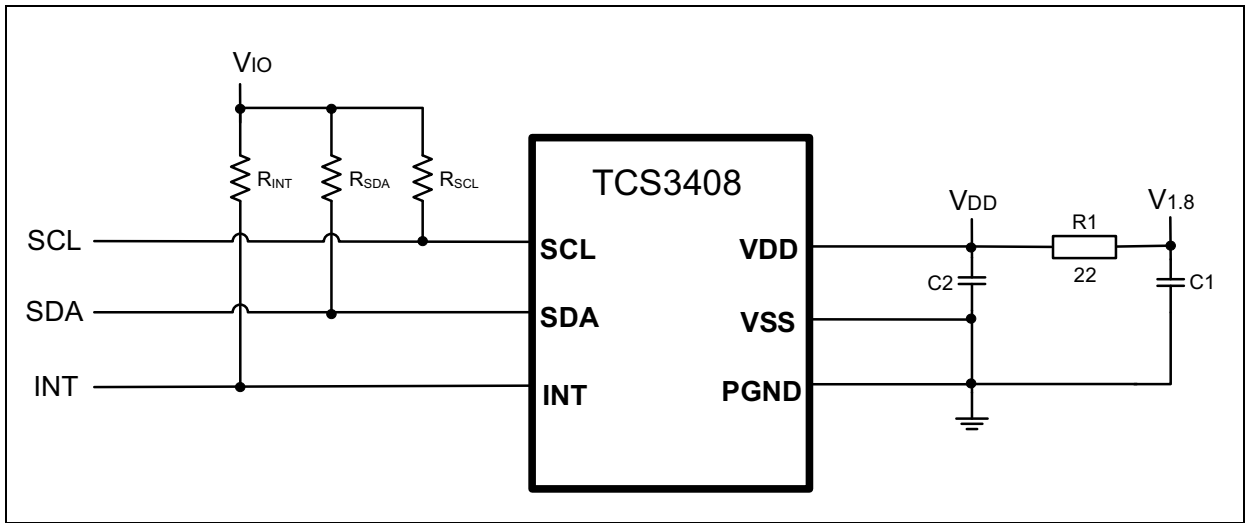 VIO
RINT
RSDA
RSCL
TCS3408
SCL
SDA
INT
SCL
SDA
INT
VDD
VSS
PGND
VDD
R1
22
V1.8
C2
C1